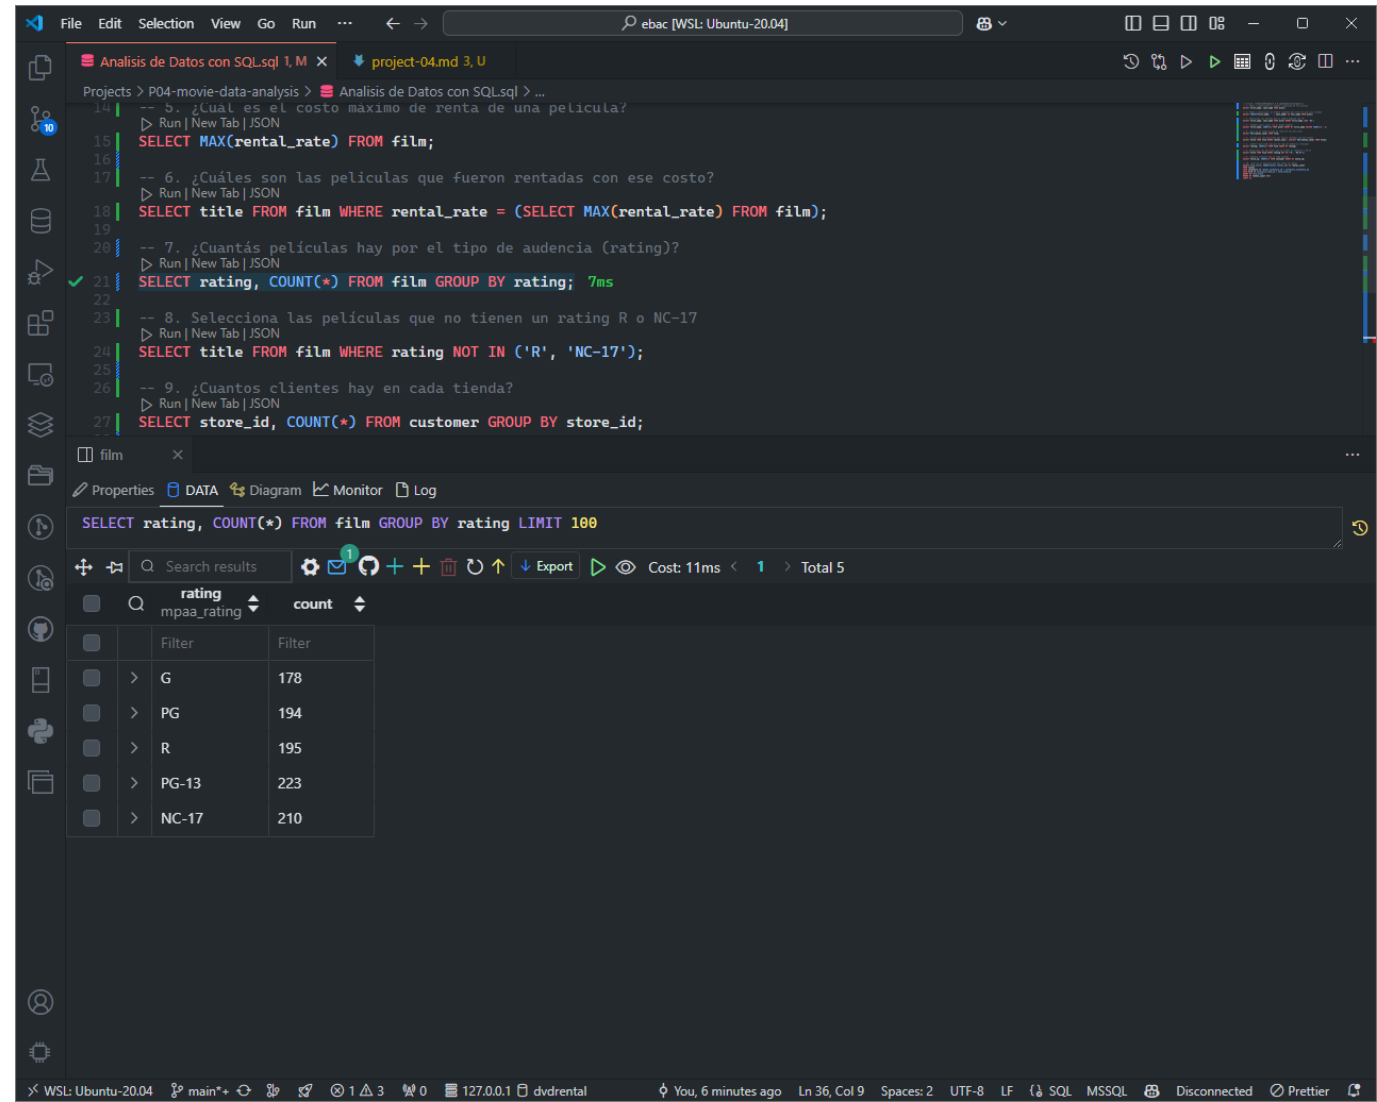 File Edit Selection View Go Run ··· ebac [WSL: Ubuntu-20.04]
Analisis de Datos con SQL.sql 1, M project-04.md 3, U
Projects > P04-movie-data-analysis > Analisis de Datos con SQL.sql > ...
14 -- 5. ¿Cuál es el costo máximo de renta de una película?
Run | New Tab | JSON
15 SELECT MAX(rental_rate) FROM film;
16
17 -- 6. ¿Cuáles son las peliculas que fueron rentadas con ese costo?
Run | New Tab | JSON
18 SELECT title FROM film WHERE rental_rate = (SELECT MAX(rental_rate) FROM film);
19
20 -- 7. ¿Cuantás películas hay por el tipo de audencia (rating)?
Run | New Tab | JSON
21 SELECT rating, COUNT(*) FROM film GROUP BY rating; 7ms
22
23 -- 8. Selecciona las películas que no tienen un rating R o NC-17
Run | New Tab | JSON
24 SELECT title FROM film WHERE rating NOT IN ('R', 'NC-17');
25
26 -- 9. ¿Cuantos clientes hay en cada tienda?
Run | New Tab | JSON
27 SELECT store_id, COUNT(*) FROM customer GROUP BY store_id;
film
Properties DATA Diagram Monitor Log
SELECT rating, COUNT(*) FROM film GROUP BY rating LIMIT 100
Search results 1 Export Cost: 11ms < 1 > Total 5
rating count
mpaa_rating
Filter Filter
G 178
PG 194
R 195
PG-13 223
NC-17 210
10
WSL: Ubuntu-20.04 main*+ 1 3 0 127.0.0.1 dvdrental You, 6 minutes ago Ln 36, Col 9 Spaces: 2 UTF-8 LF SQL MSSQL Disconnected Prettier